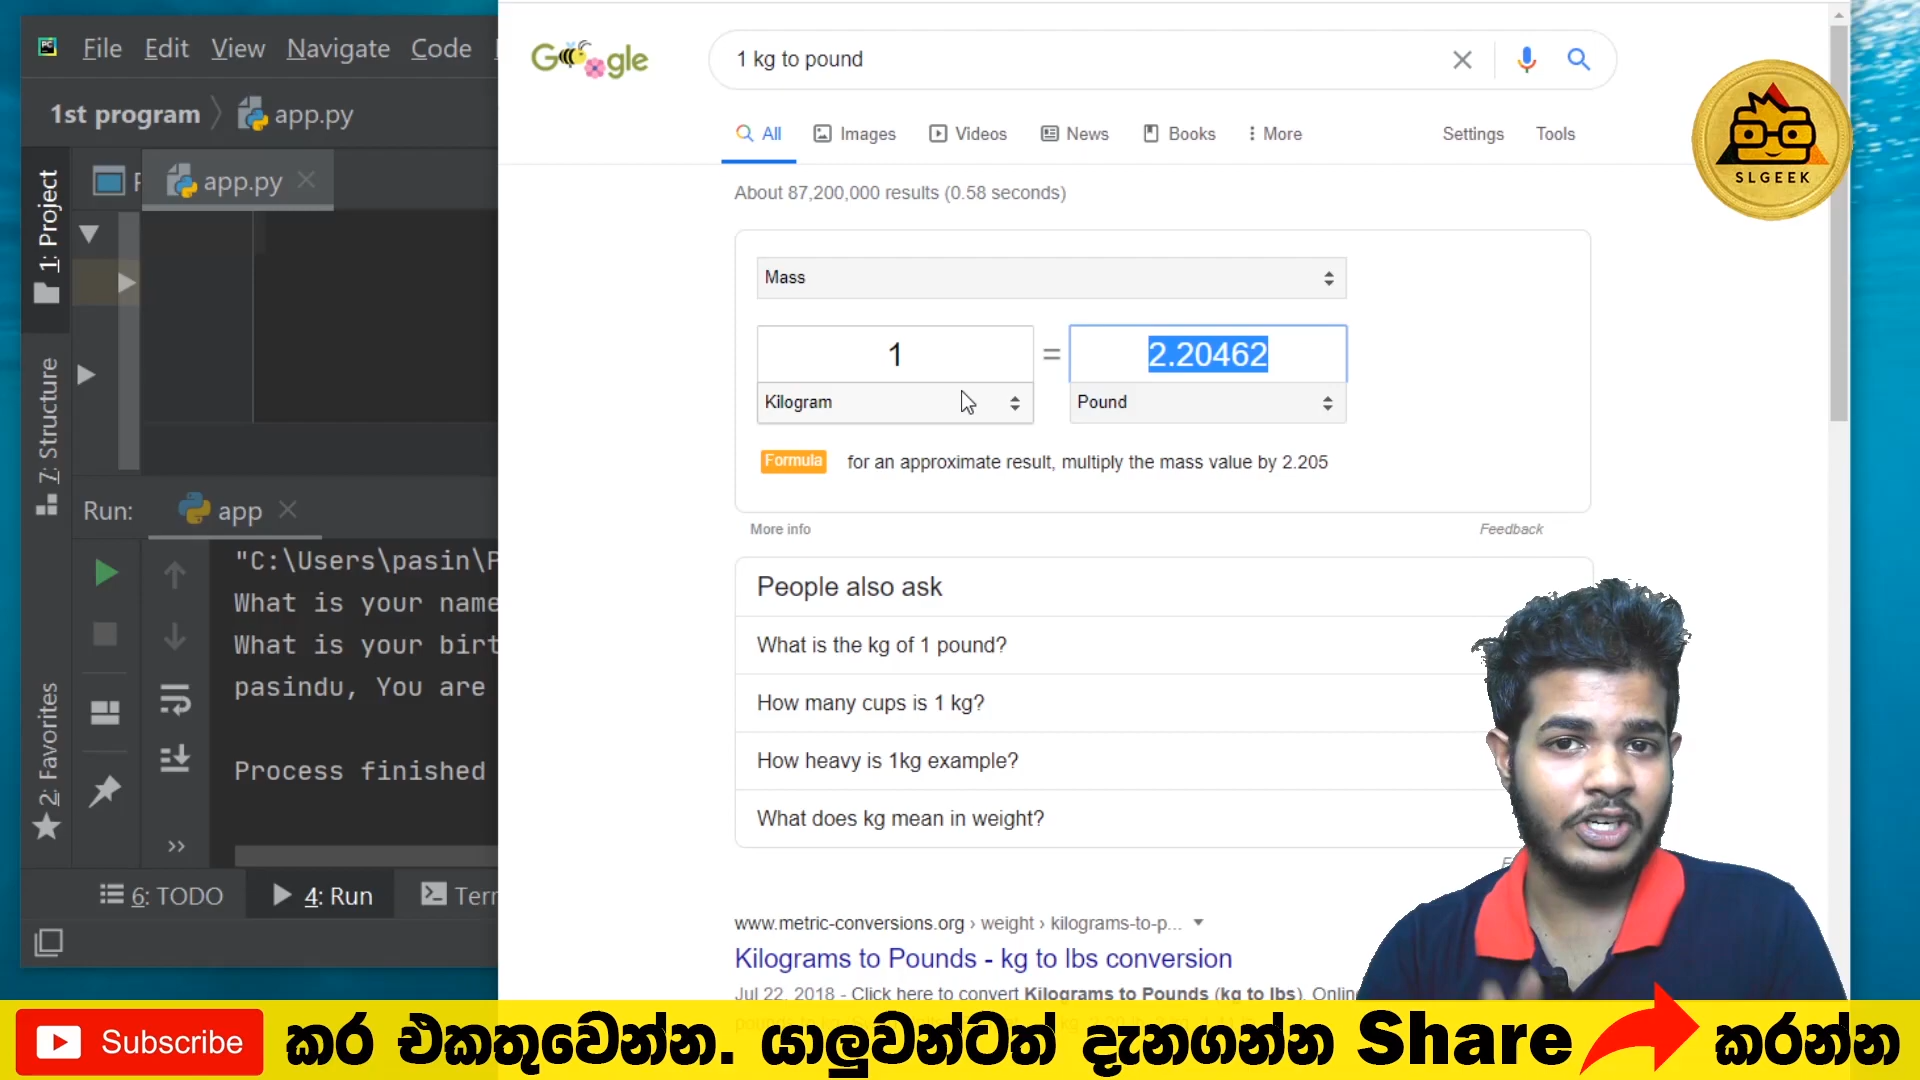 File Edit View Navigate Code
1st program app.py
app.py
1: Project
7: Structure
2: Favorites
Run: app
"C:\Users\pasin\
What is your name
What is your birt
pasindu, You are
Process finished
6: TODO 4: Run
Google
1 kg to pound
All Images Videos News Books More Settings Tools
About 87,200,000 results (0.58 seconds)
Mass
1 = 2.20462
Kilogram Pound
Formula for an approximate result, multiply the mass value by 2.205
More info Feedback
People also ask
What is the kg of 1 pound?
How many cups is 1 kg?
How heavy is 1kg example?
What does kg mean in weight?
www.metric-conversions.org › weight › kilograms-to-p...
Kilograms to Pounds - kg to lbs conversion
Jul 22, 2018 - Click here to convert Kilograms to Pounds (kg to lbs). Onlin
SLGEEK
Subscribe කර එකතුවෙන්න. යාලුවන්ටත් දැනගන්න Share කරන්න